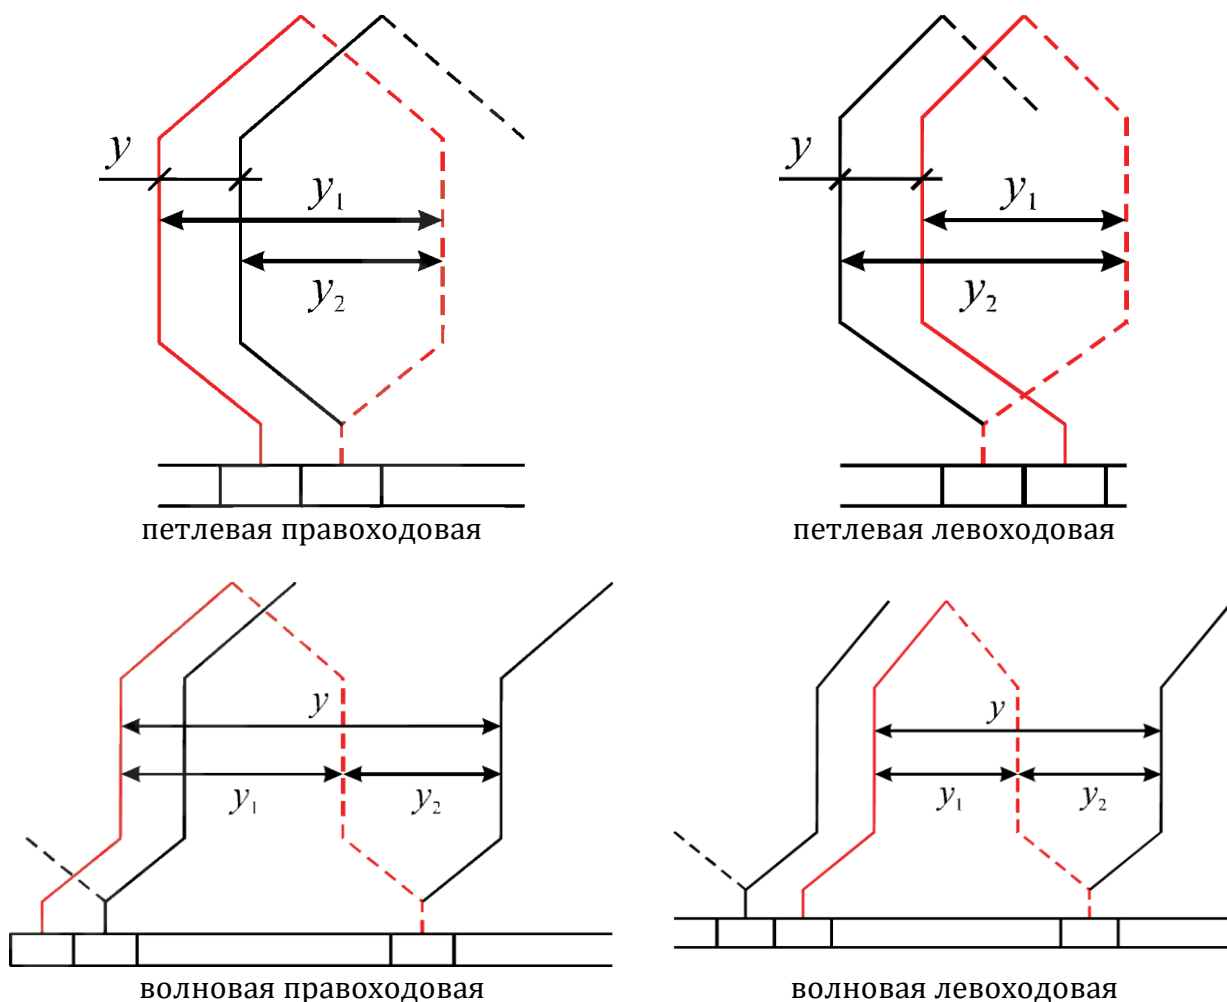 y
y₁
y₂
петлевая правоходовая
y
y₁
y₂
петлевая левоходовая
y
y₁
y₂
волновая правоходовая
y
y₁
y₂
волновая левоходовая